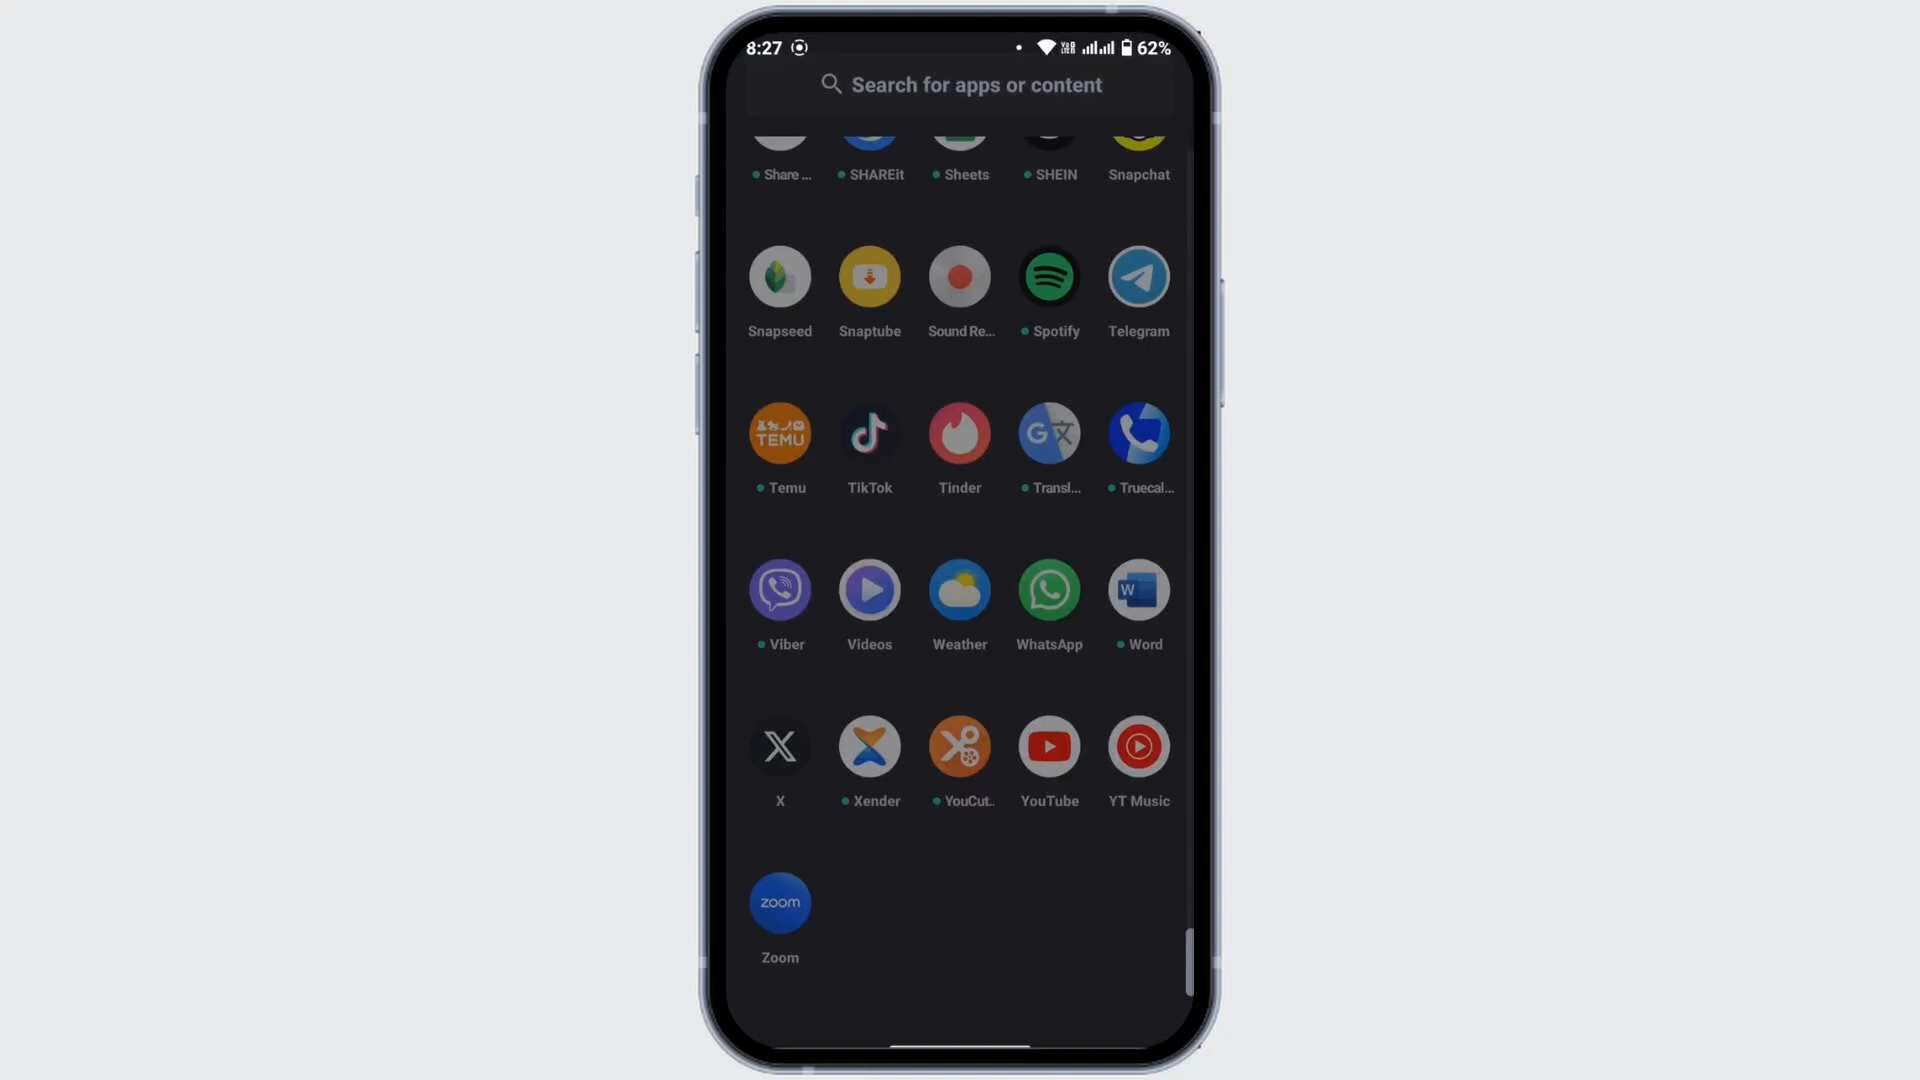 8:27 62%
Search for apps or content
Share ... SHAREit Sheets SHEIN Snapchat
Snapseed Snaptube Sound Re... Spotify Telegram
TEMU
Temu TikTok Tinder Transl... Truecal...
W
Viber Videos Weather WhatsApp Word
X Xender YouCut.. YouTube YT Music
zoom
Zoom